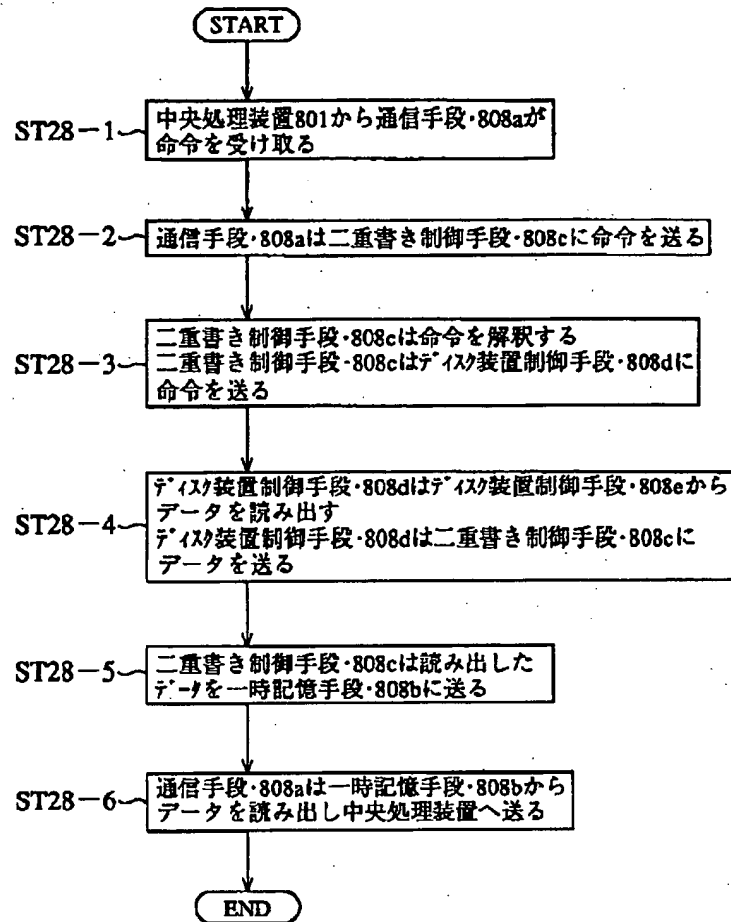 START
ST28-1
中央処理装置801から通信手段・808aが
命令を受け取る
ST28-2
通信手段・808aは二重書き制御手段・808cに命令を送る
ST28-3
二重書き制御手段・808cは命令を解釈する
二重書き制御手段・808cはディスク装置制御手段・808dに
命令を送る
ST28-4
ディスク装置制御手段・808dはディスク装置制御手段・808eから
データを読み出す
ディスク装置制御手段・808dは二重書き制御手段・808cに
データを送る
ST28-5
二重書き制御手段・808cは読み出した
データを一時記憶手段・808bに送る
ST28-6
通信手段・808aは一時記憶手段・808bから
データを読み出し中央処理装置へ送る
END